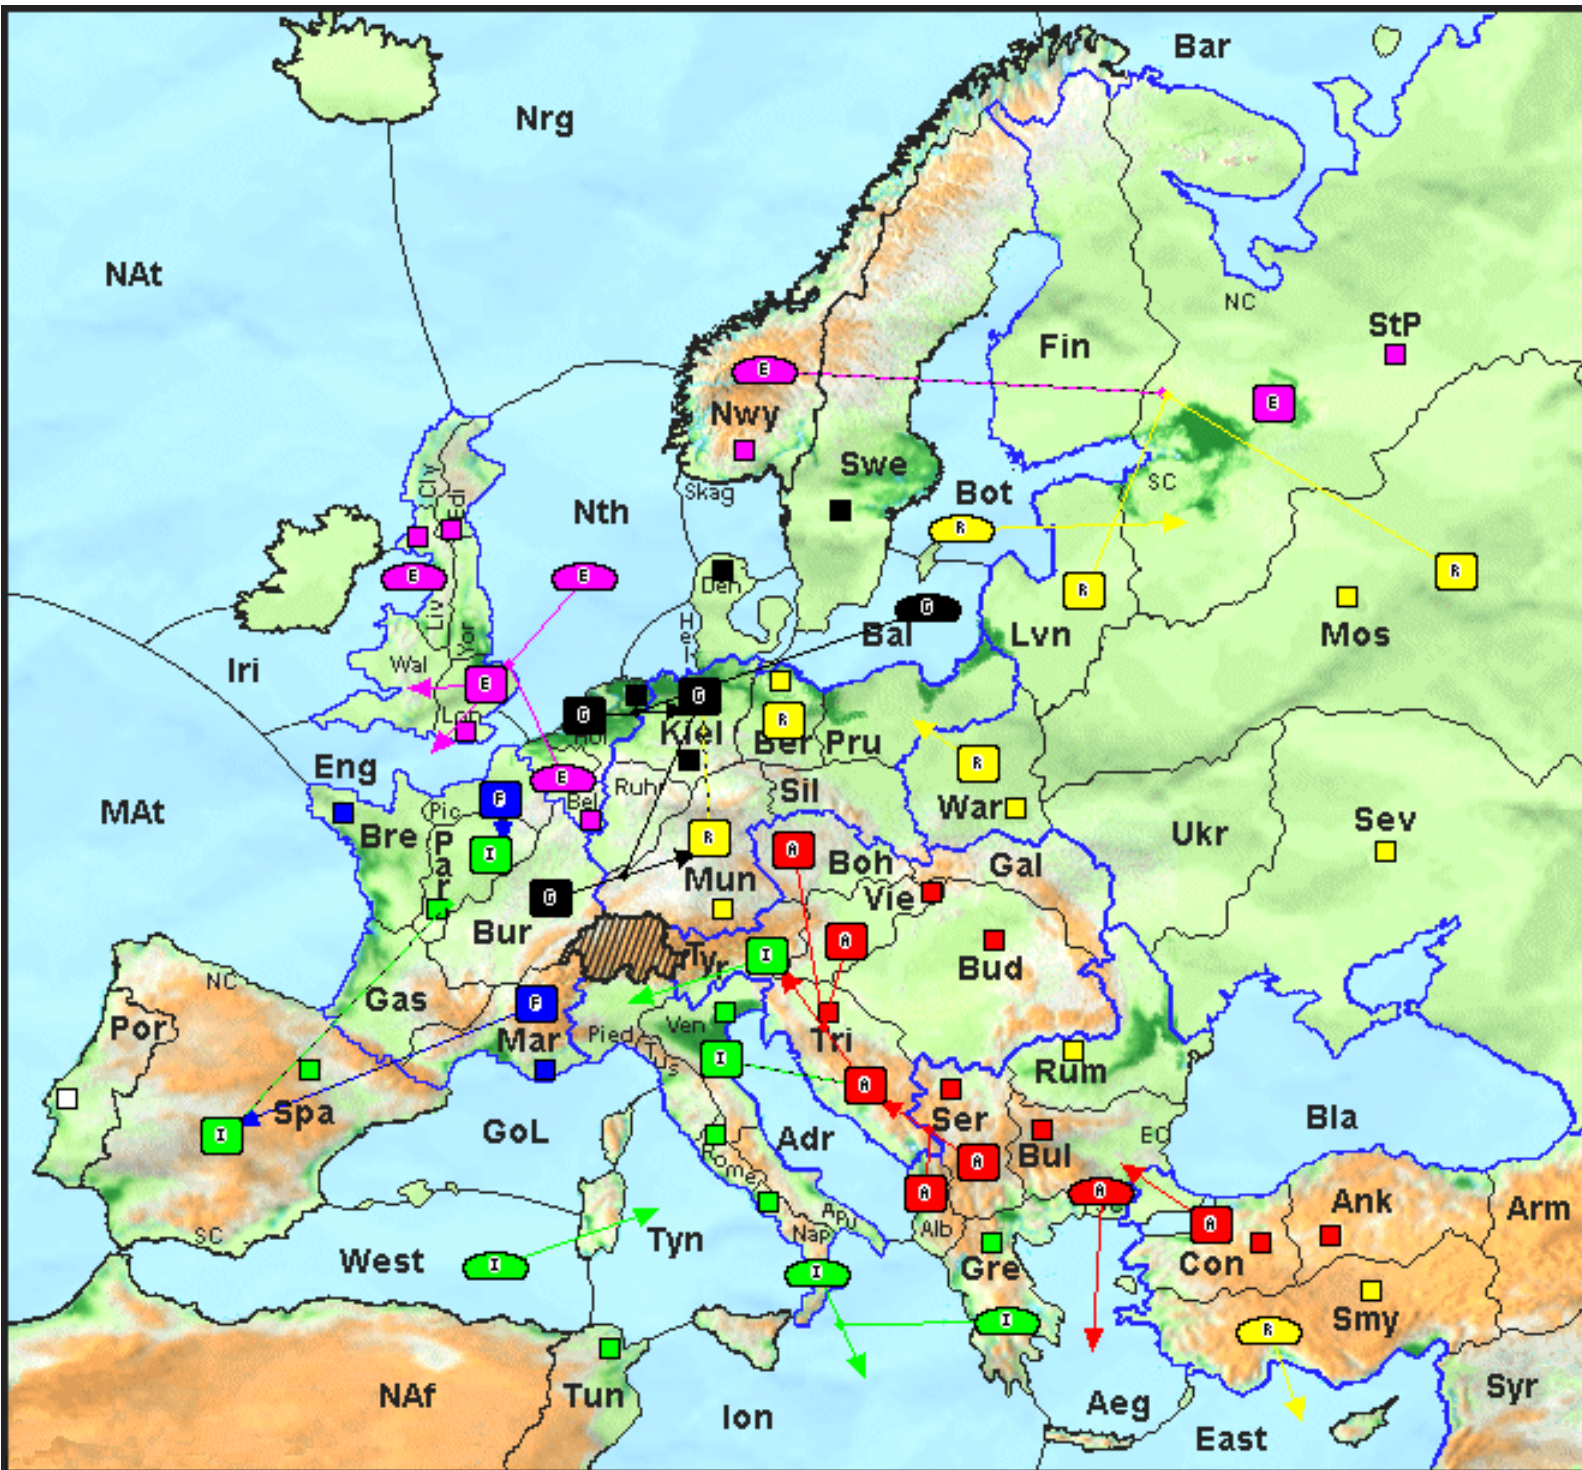 Bar
Nrg
NAt
NC
StP
Fin
E
E
Nwy
Swe
SC
Skag
Bot
Cly
Edi
Nth
R
E
E
R
R
Den
G
Mos
Liv
Yor
Hel
Bal
Lvn
Iri
Wal
E
G
G
R
Lon
Hol
Kiel
Ber
Pru
Eng
E
R
Ruhr
Sil
F
Bel
War
MAt
Pic
Bre
Par
I
R
A
Boh
Gal
Ukr
Sev
Mun
Vie
G
Bur
A
I
Tyr
Bud
NC
Gas
F
Por
Mar
Pied
Ven
Tus
Tri
I
A
Rum
Spa
I
GoL
Adr
Ser
Bul
EC
Bla
Rome
A
A
A
Ank
Arm
SC
West
I
Tyn
Apu
Nap
Alb
A
Con
I
Gre
I
R
Smy
NAf
Tun
Ion
Aeg
East
Syr